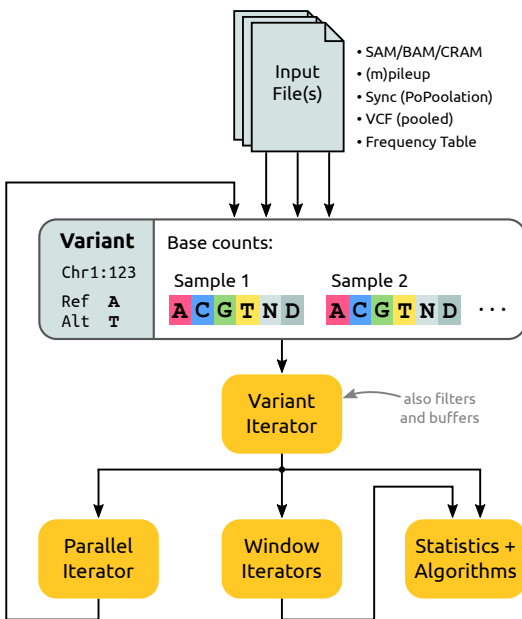 Input
File(s)
• SAM/BAM/CRAM
• (m)pileup
• Sync (PoPoolation)
• VCF (pooled)
• Frequency Table
Variant
Chr1:123
Ref A
Alt T
Base counts:
Sample 1
A C G T N D
Sample 2
A C G T N D
...
Variant
Iterator
also filters
and buffers
Parallel
Iterator
Window
Iterators
Statistics +
Algorithms